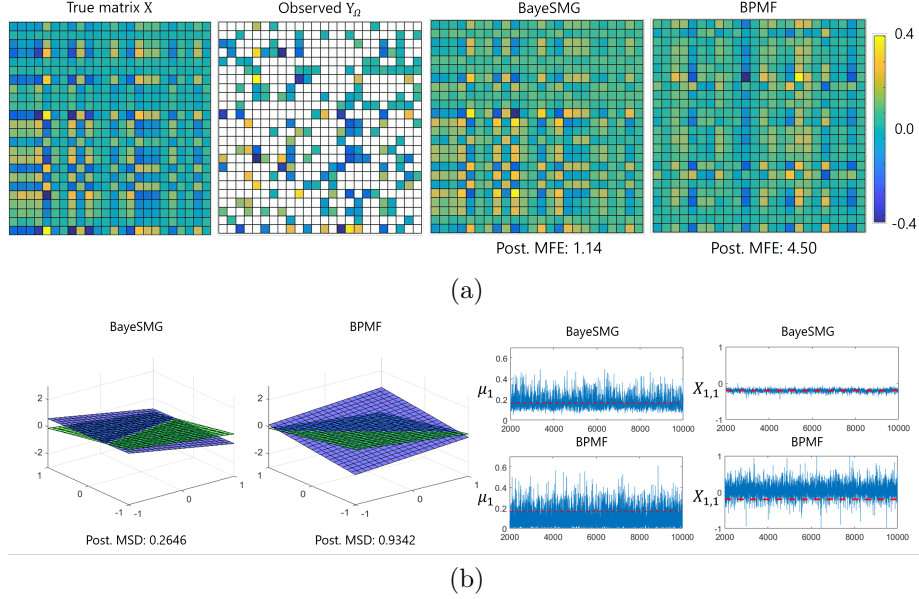 True matrix X
Observed Y_Ω
BayeSMG
BPMF
0.4
0.0
-0.4
Post. MFE: 1.14
Post. MFE: 4.50
(a)
BayeSMG
BPMF
BayeSMG
BayeSMG
2
0
-2
1
0
-1
-1
0
1
2
0
-2
1
0
-1
-1
0
1
μ₁
0.6
0.4
0.2
0
2000 4000 6000 8000 10000
X₁,₁
1
0
-1
2000 4000 6000 8000 10000
BPMF
BPMF
μ₁
0.6
0.4
0.2
0
2000 4000 6000 8000 10000
X₁,₁
1
0
-1
2000 4000 6000 8000 10000
Post. MSD: 0.2646
Post. MSD: 0.9342
(b)